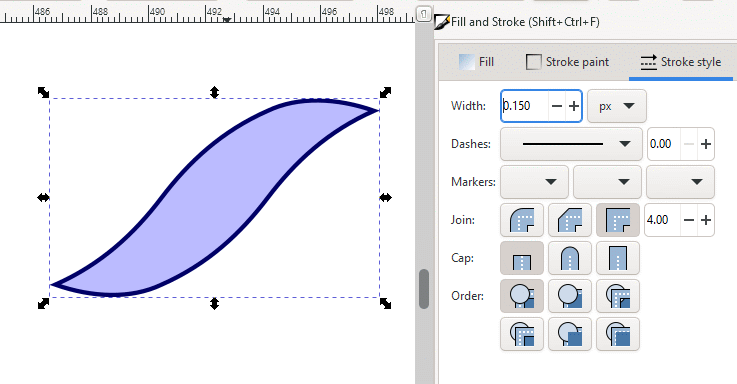 486 488 490 492 494 496 498
Fill and Stroke (Shift+Ctrl+F)
Fill Stroke paint Stroke style
Width: 0.150 px
Dashes: 0.00
Markers:
Join: 4.00
Cap:
Order: